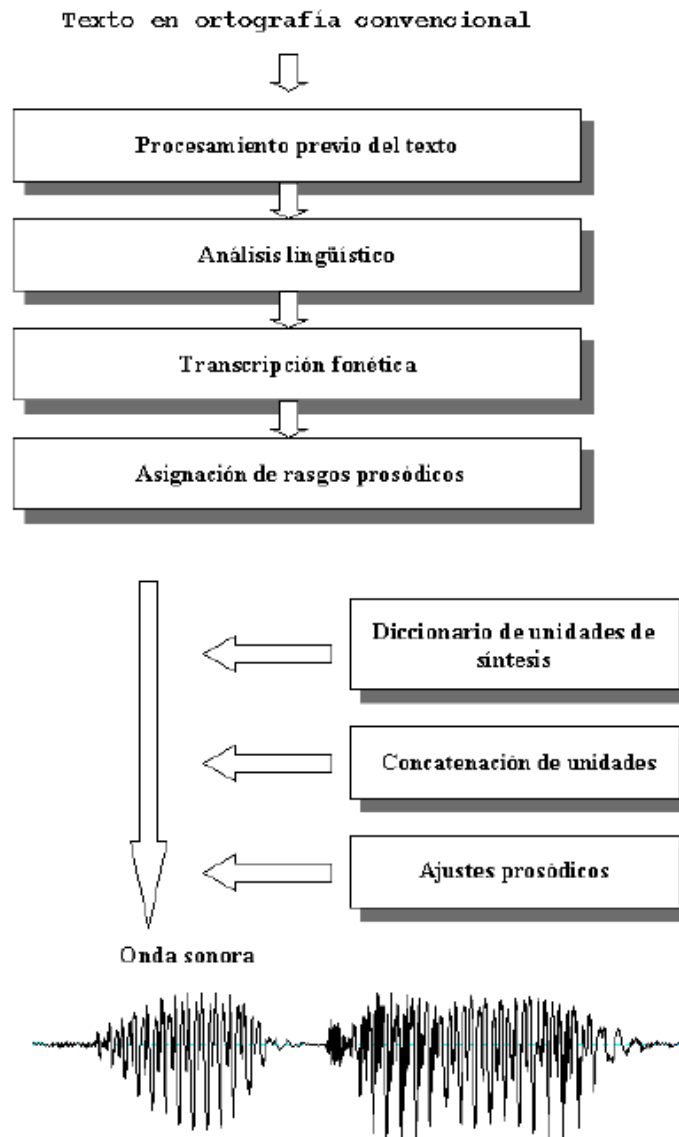 Texto en ortografía convencional
Procesamiento previo del texto
Análisis lingüístico
Transcripción fonética
Asignación de rasgos prosódicos
Diccionario de unidades de
síntesis
Concatenación de unidades
Ajustes prosódicos
Onda sonora